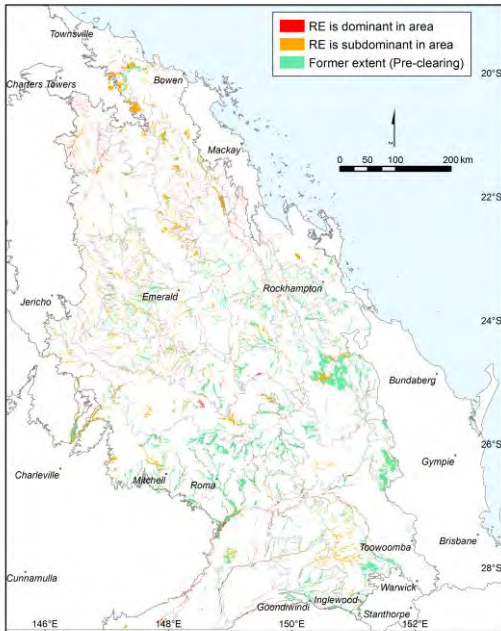 RE is dominant in area
RE is subdominant in area
Former extent (Pre-clearing)
Townsville
20°S
Charters Towers
Bowen
z
Mackay
0 50 100 200 km
22°S
Emerald
Rockhampton
Jericho
24°S
Bundaberg
26°S
Gympie
Charleville
Mitchell
Roma
Toowoomba
Brisbane
Cunnamulla
Warwick
28°S
Inglewood
Goondiwindi
Stanthorpe
146°E
148°E
150°E
152°E